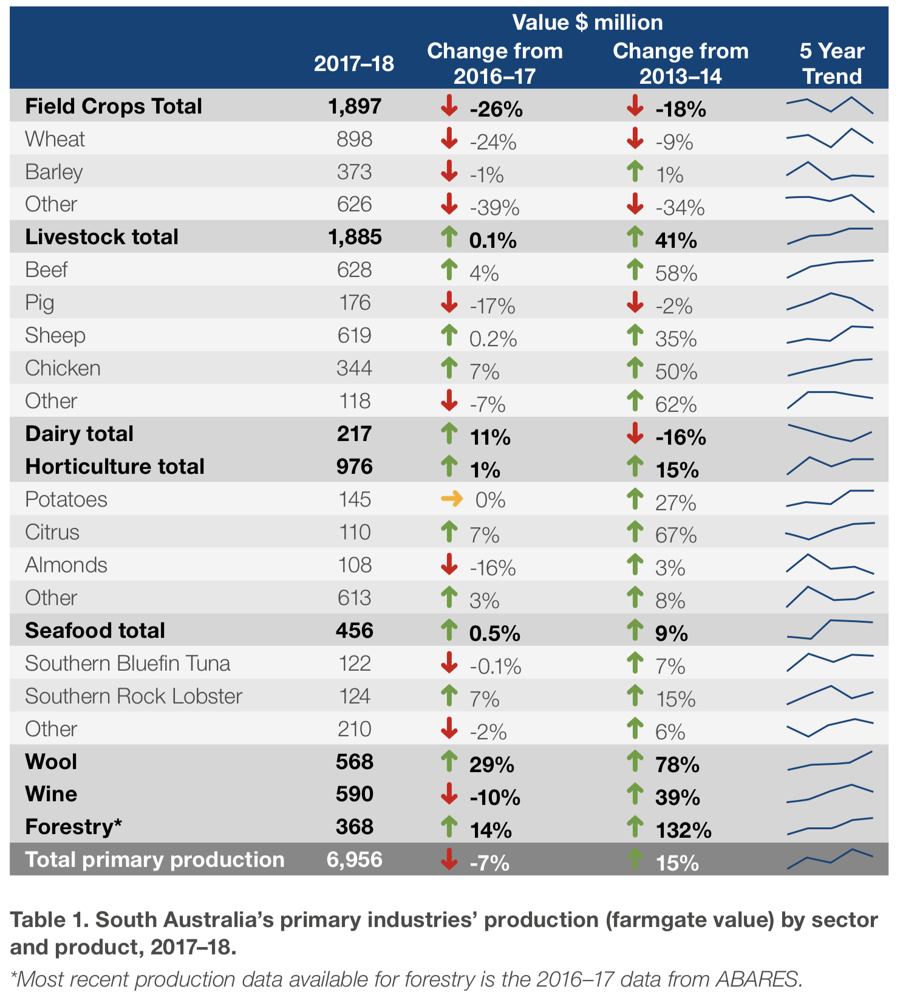 Value $ million
2017–18 Change from 2016–17 Change from 2013–14 5 Year Trend
Field Crops Total 1,897 -26% -18%
Wheat 898 -24% -9%
Barley 373 -1% 1%
Other 626 -39% -34%
Livestock total 1,885 0.1% 41%
Beef 628 4% 58%
Pig 176 -17% -2%
Sheep 619 0.2% 35%
Chicken 344 7% 50%
Other 118 -7% 62%
Dairy total 217 11% -16%
Horticulture total 976 1% 15%
Potatoes 145 0% 27%
Citrus 110 7% 67%
Almonds 108 -16% 3%
Other 613 3% 8%
Seafood total 456 0.5% 9%
Southern Bluefin Tuna 122 -0.1% 7%
Southern Rock Lobster 124 7% 15%
Other 210 -2% 6%
Wool 568 29% 78%
Wine 590 -10% 39%
Forestry* 368 14% 132%
Total primary production 6,956 -7% 15%
Table 1. South Australia’s primary industries’ production (farmgate value) by sector
and product, 2017–18.
*Most recent production data available for forestry is the 2016–17 data from ABARES.